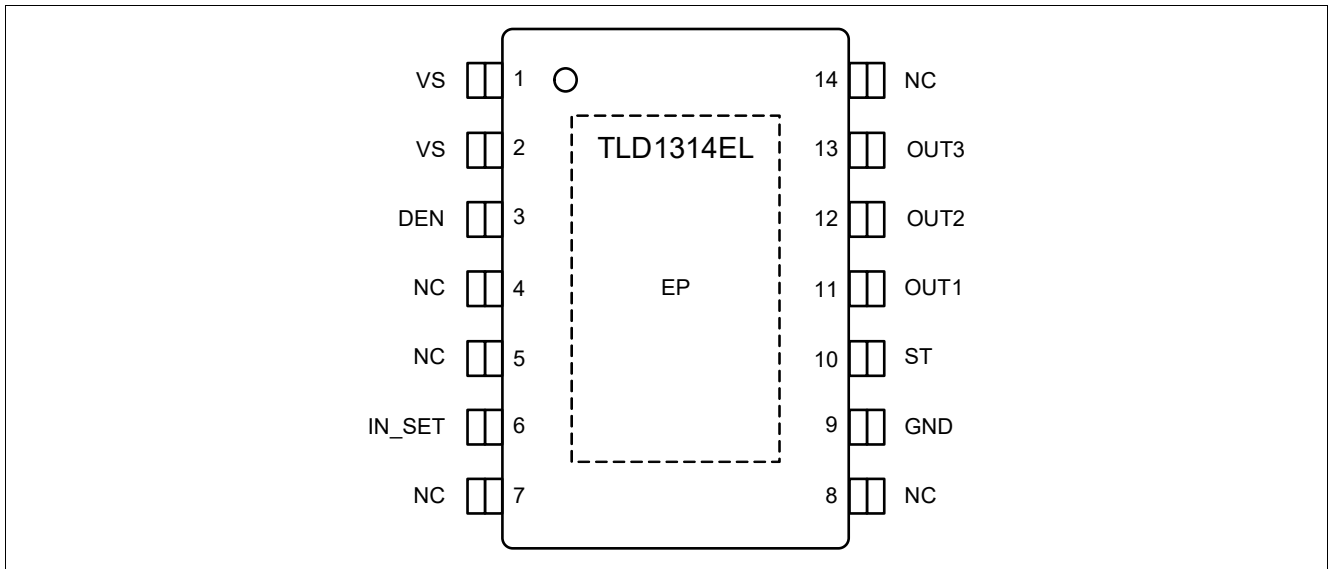 VS 1 14 NC
VS 2 TLD1314EL 13 OUT3
DEN 3 12 OUT2
NC 4 EP 11 OUT1
NC 5 10 ST
IN_SET 6 9 GND
NC 7 8 NC